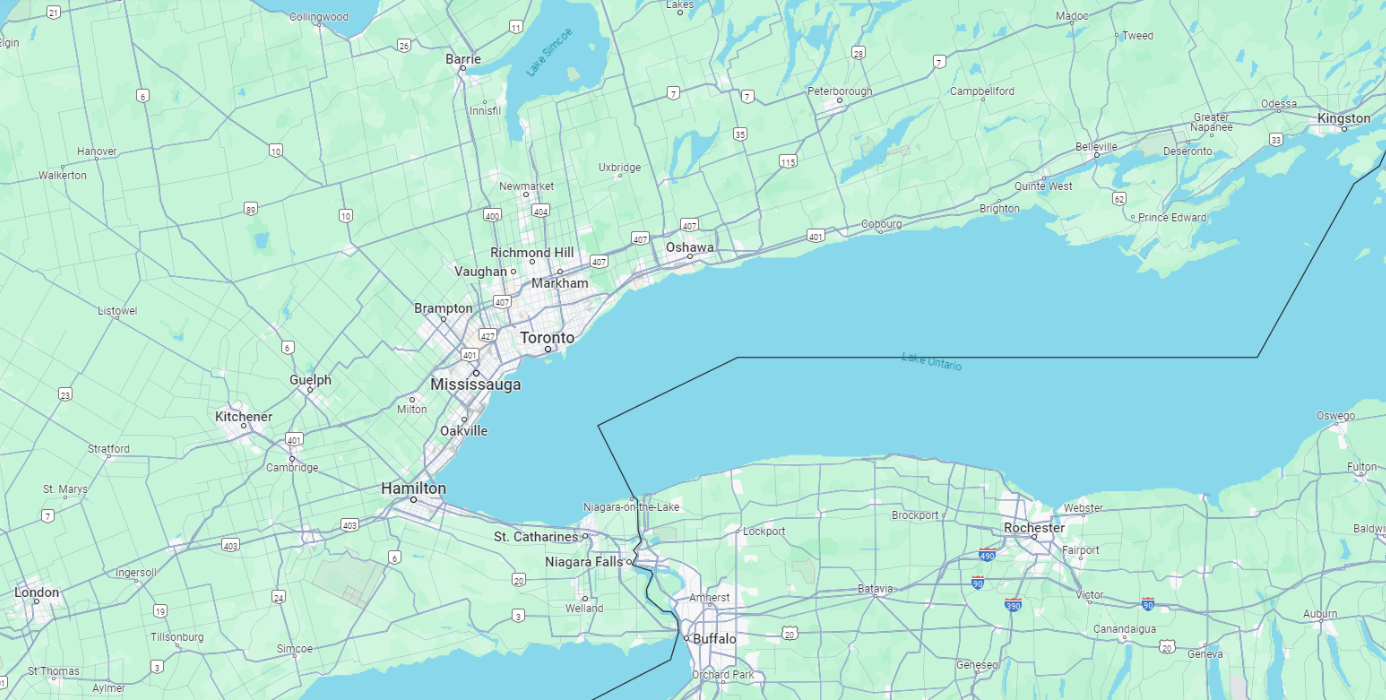 21
Collingwood
11
Lakes
Madoc
Tweed
Elgin
26
Lake Simcoe
28
Barrie
7
6
7
7
Peterborough
Campbellford
Innisfil
Odessa
Greater
Napanee
Kingston
35
33
Hanover
10
Belleville
Deseronto
115
Walkerton
Uxbridge
Newmarket
Quinte West
62
89
10
400
404
Brighton
Prince Edward
407
Cobourg
407
401
Richmond Hill
Oshawa
407
Vaughan
Markham
407
Brampton
Listowel
427
Toronto
6
401
Lake Ontario
Guelph
Mississauga
23
Milton
Kitchener
Oswego
401
Oakville
Stratford
Cambridge
Fulton
St. Marys
Hamilton
Niagara-on-the-Lake
7
403
Brockport
Webster
Rochester
St. Catharines
Lockport
403
6
Niagara Falls
490
Fairport
Ingersoll
20
90
London
24
Batavia
Victor
Amherst
390
90
19
3
Welland
Auburn
Tillsonburg
Buffalo
20
Canandaigua
20
Simcoe
Geneva
3
Geneseo
St Thomas
Orchard Park
Aylmer